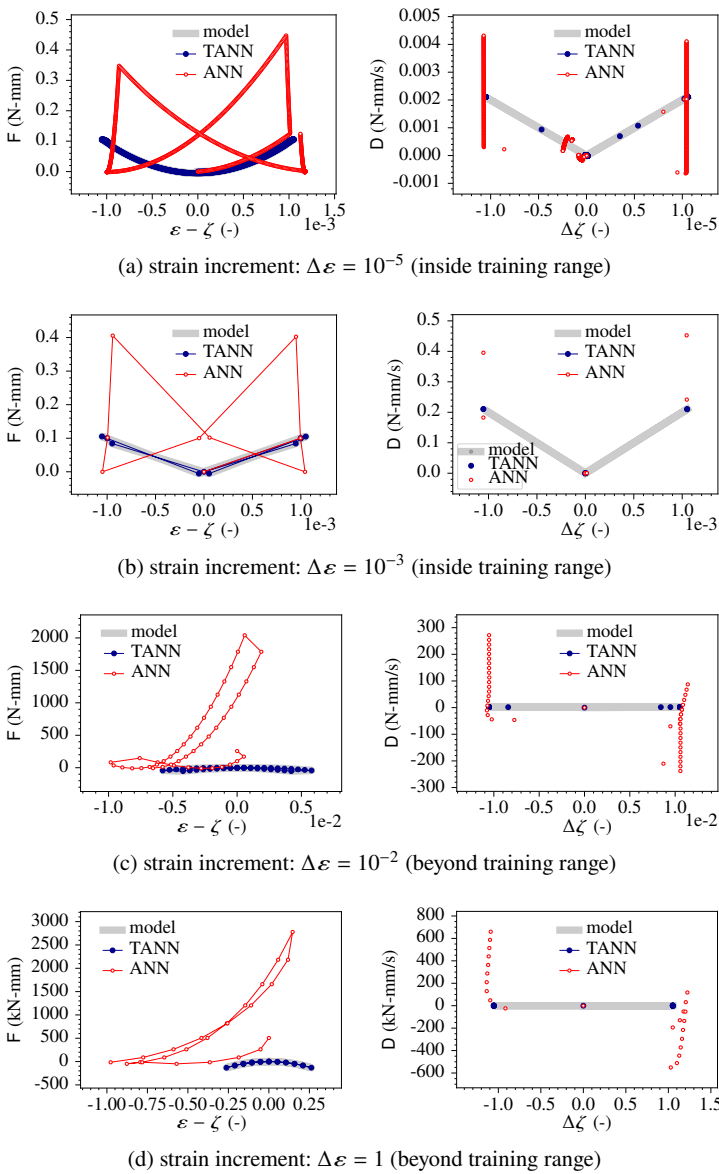 0.5
0.4
0.3
0.2
0.1
0.0
F (N-mm)
model
TANN
ANN
-1.0 -0.5 0.0 0.5 1.0 1.5
1e-3
ε − ζ (-)
0.005
0.004
0.002
0.001
0.000
-0.001
D (N-mm/s)
model
TANN
ANN
-1.0 -0.5 0.0 0.5 1.0
1e-5
Δζ (-)
(a) strain increment: Δε = 10⁻⁵ (inside training range)
0.4
0.3
0.2
0.1
0.0
F (N-mm)
model
TANN
ANN
-1.0 -0.5 0.0 0.5 1.0
1e-3
ε − ζ (-)
0.5
0.4
0.2
0.1
0.0
D (N-mm/s)
model
TANN
ANN
model
TANN
ANN
-1.0 -0.5 0.0 0.5 1.0
1e-3
Δζ (-)
(b) strain increment: Δε = 10⁻³ (inside training range)
2000
1500
1000
500
0
F (N-mm)
model
TANN
ANN
-1.0 -0.5 0.0 0.5
1e-2
ε − ζ (-)
300
200
100
0
-100
-200
-300
D (N-mm/s)
model
TANN
ANN
-1.0 -0.5 0.0 0.5 1.0
1e-2
Δζ (-)
(c) strain increment: Δε = 10⁻² (beyond training range)
3000
2500
2000
1500
1000
500
0
-500
F (kN-mm)
model
TANN
ANN
-1.00 -0.75 -0.50 -0.25 0.00 0.25
ε − ζ (-)
800
600
400
200
0
-200
-400
-600
D (kN-mm/s)
model
TANN
ANN
-1.0 -0.5 0.0 0.5 1.0 1.5
Δζ (-)
(d) strain increment: Δε = 1 (beyond training range)